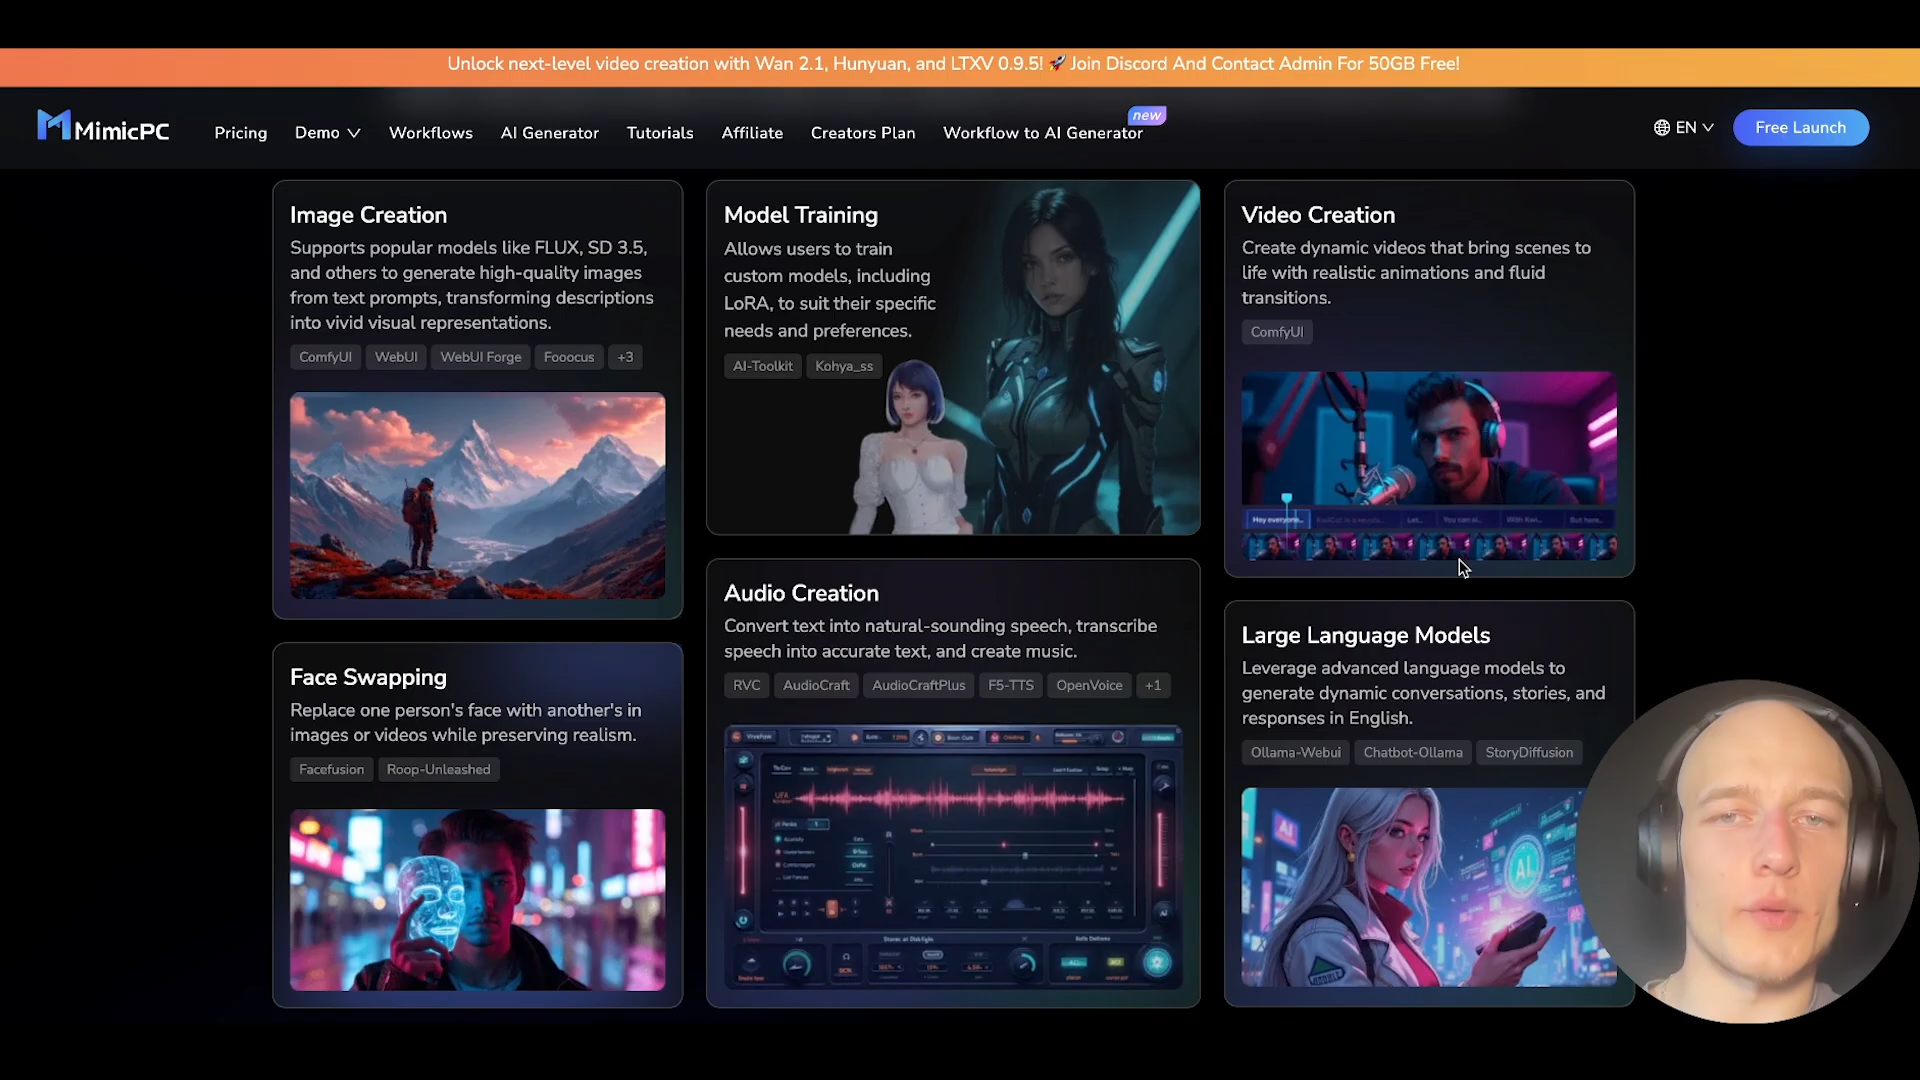 Unlock next-level video creation with Wan 2.1, Hunyuan, and LTXV 0.9.5! 🚀 Join Discord And Contact Admin For 50GB Free!
MimicPC
Pricing
Demo
Workflows
AI Generator
Tutorials
Affiliate
Creators Plan
Workflow to AI Generator
new
EN
Free Launch
Image Creation
Supports popular models like FLUX, SD 3.5,
and others to generate high-quality images
from text prompts, transforming descriptions
into vivid visual representations.
ComfyUI
WebUI
WebUI Forge
Fooocus
+3
Face Swapping
Replace one person's face with another's in
images or videos while preserving realism.
Facefusion
Roop-Unleashed
Model Training
Allows users to train
custom models, including
LoRA, to suit their specific
needs and preferences.
AI-Toolkit
Kohya_ss
Audio Creation
Convert text into natural-sounding speech, transcribe
speech into accurate text, and create music.
RVC
AudioCraft
AudioCraftPlus
F5-TTS
OpenVoice
+1
Video Creation
Create dynamic videos that bring scenes to
life with realistic animations and fluid
transitions.
ComfyUI
Hey everyone...
Large Language Models
Leverage advanced language models to
generate dynamic conversations, stories, and
responses in English.
Ollama-Webui
Chatbot-Ollama
StoryDiffusion
AI
AI